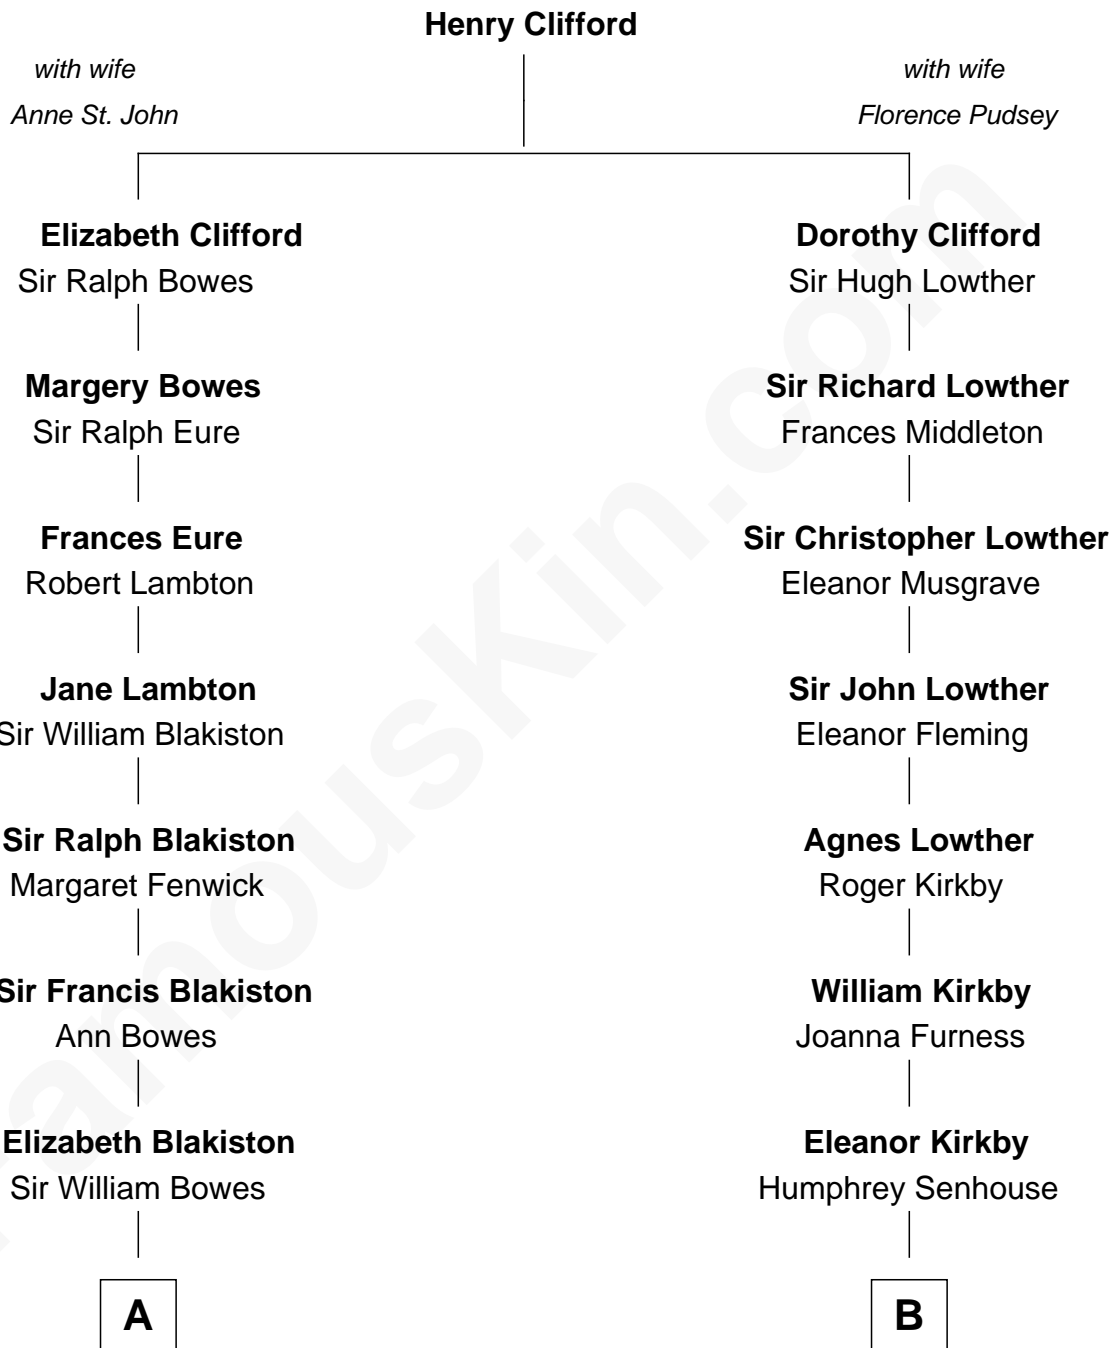 Henry Clifford
with wife
Anne St. John
with wife
Florence Pudsey
Elizabeth Clifford
Sir Ralph Bowes
Dorothy Clifford
Sir Hugh Lowther
Margery Bowes
Sir Ralph Eure
Sir Richard Lowther
Frances Middleton
Frances Eure
Robert Lambton
Sir Christopher Lowther
Eleanor Musgrave
Jane Lambton
Sir William Blakiston
Sir John Lowther
Eleanor Fleming
Sir Ralph Blakiston
Margaret Fenwick
Agnes Lowther
Roger Kirkby
Sir Francis Blakiston
Ann Bowes
William Kirkby
Joanna Furness
Elizabeth Blakiston
Sir William Bowes
Eleanor Kirkby
Humphrey Senhouse
A
B
FamousKin.com